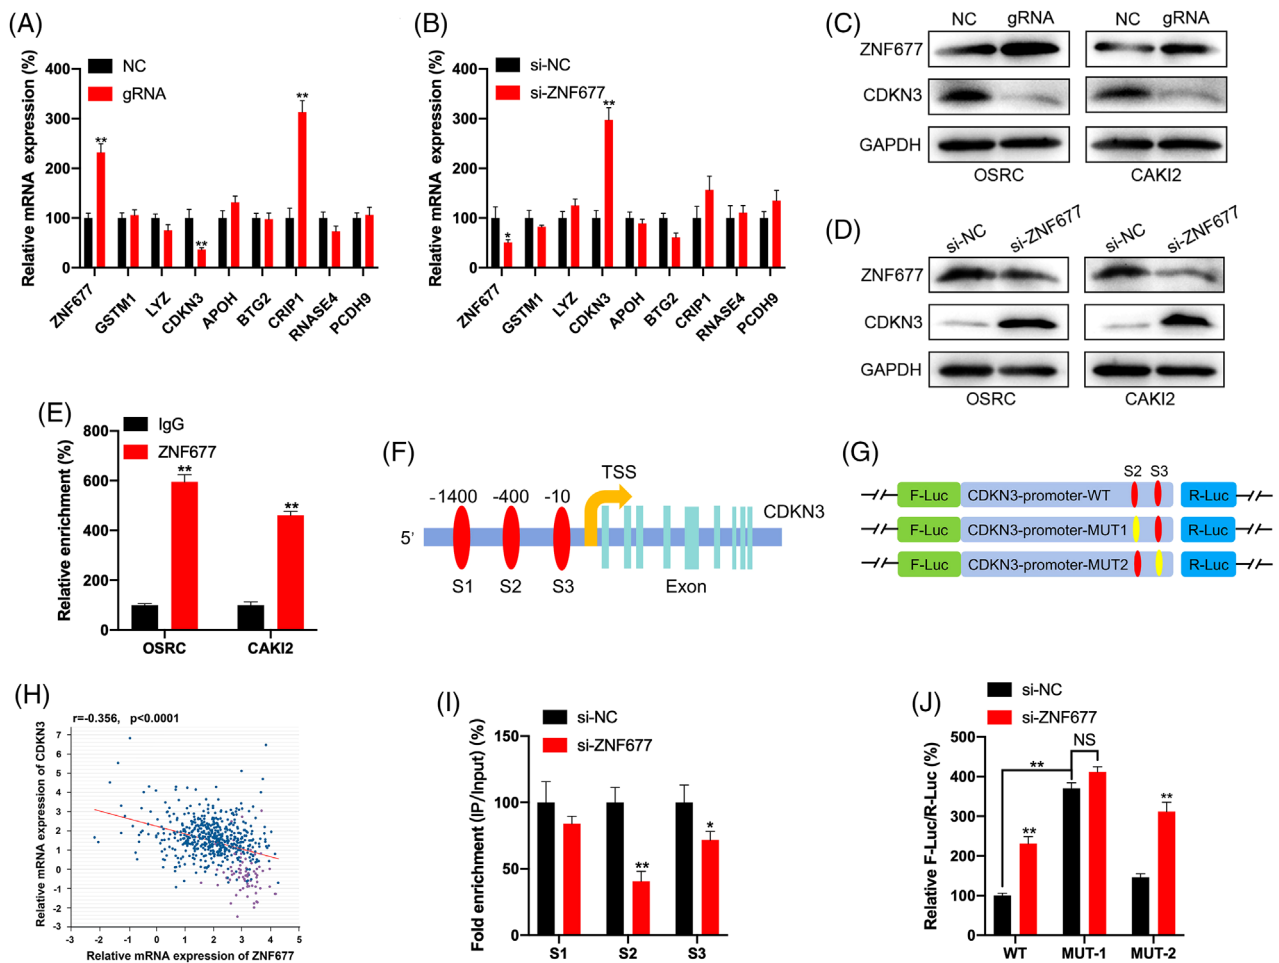 (A)
Relative mRNA expression (%)
400
300
200
100
0
NC
gRNA
**
**
**
ZNF677
GSTM1
LYZ
CDKN3
APOH
BTG2
CRIP1
RNASE4
PCDH9
(B)
Relative mRNA expression (%)
400
300
200
100
0
si-NC
si-ZNF677
*
**
ZNF677
GSTM1
LYZ
CDKN3
APOH
BTG2
CRIP1
RNASE4
PCDH9
(C)
NC gRNA NC gRNA
ZNF677
CDKN3
GAPDH
OSRC CAKI2
(D)
si-NC si-ZNF677 si-NC si-ZNF677
ZNF677
CDKN3
GAPDH
OSRC CAKI2
(E)
Relative enrichment (%)
800
600
400
200
0
IgG
ZNF677
**
**
OSRC CAKI2
(F)
TSS
-1400 -400 -10
CDKN3
5'
S1 S2 S3 Exon
(G)
S2 S3
F-Luc CDKN3-promoter-WT R-Luc
F-Luc CDKN3-promoter-MUT1 R-Luc
F-Luc CDKN3-promoter-MUT2 R-Luc
(H)
r=-0.356, p<0.0001
Relative mRNA expression of CDKN3
7
6
5
4
3
2
1
0
-1
-2
-3
-3 -2 -1 0 1 2 3 4 5
Relative mRNA expression of ZNF677
(I)
Fold enrichment (IP/Input) (%)
150
100
50
0
si-NC
si-ZNF677
**
*
S1 S2 S3
(J)
Relative F-Luc/R-Luc (%)
500
400
300
200
100
0
si-NC
si-ZNF677
NS
**
**
**
WT MUT-1 MUT-2